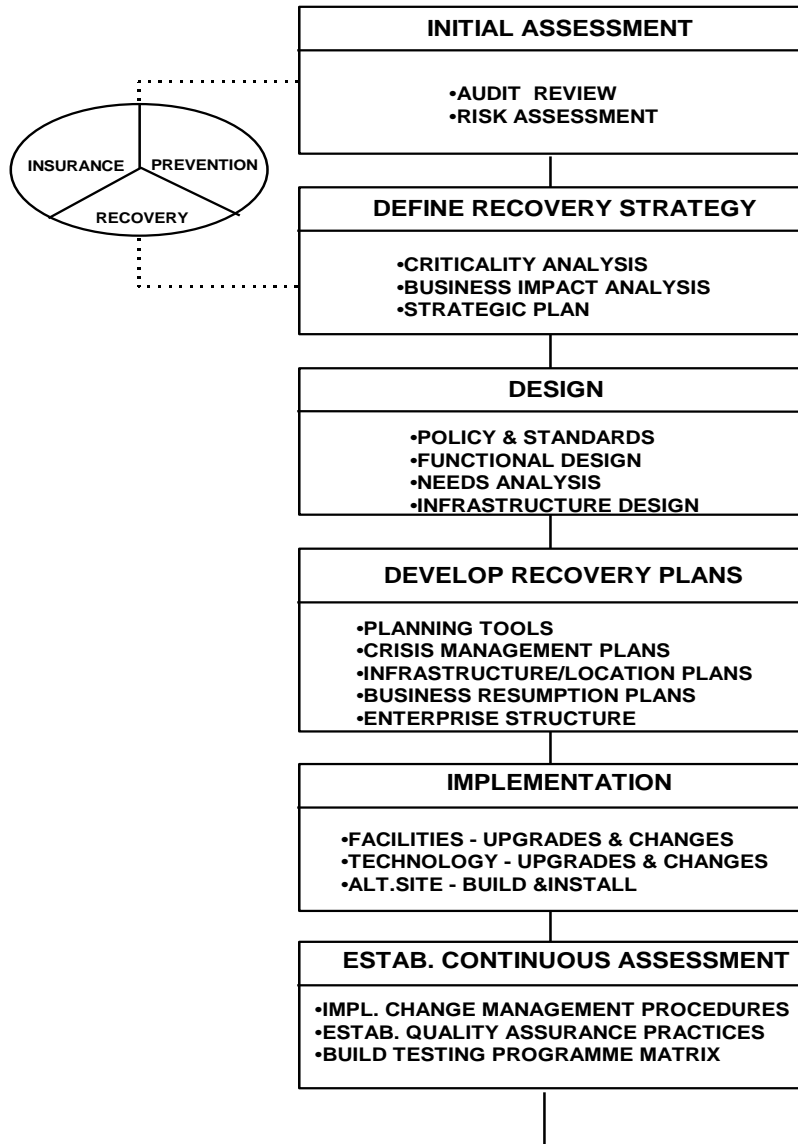 INITIAL ASSESSMENT
•AUDIT REVIEW
•RISK ASSESSMENT
INSURANCE
PREVENTION
RECOVERY
DEFINE RECOVERY STRATEGY
•CRITICALITY ANALYSIS
•BUSINESS IMPACT ANALYSIS
•STRATEGIC PLAN
DESIGN
•POLICY & STANDARDS
•FUNCTIONAL DESIGN
•NEEDS ANALYSIS
•INFRASTRUCTURE DESIGN
DEVELOP RECOVERY PLANS
•PLANNING TOOLS
•CRISIS MANAGEMENT PLANS
•INFRASTRUCTURE/LOCATION PLANS
•BUSINESS RESUMPTION PLANS
•ENTERPRISE STRUCTURE
IMPLEMENTATION
•FACILITIES - UPGRADES & CHANGES
•TECHNOLOGY - UPGRADES & CHANGES
•ALT.SITE - BUILD &INSTALL
ESTAB. CONTINUOUS ASSESSMENT
•IMPL. CHANGE MANAGEMENT PROCEDURES
•ESTAB. QUALITY ASSURANCE PRACTICES
•BUILD TESTING PROGRAMME MATRIX